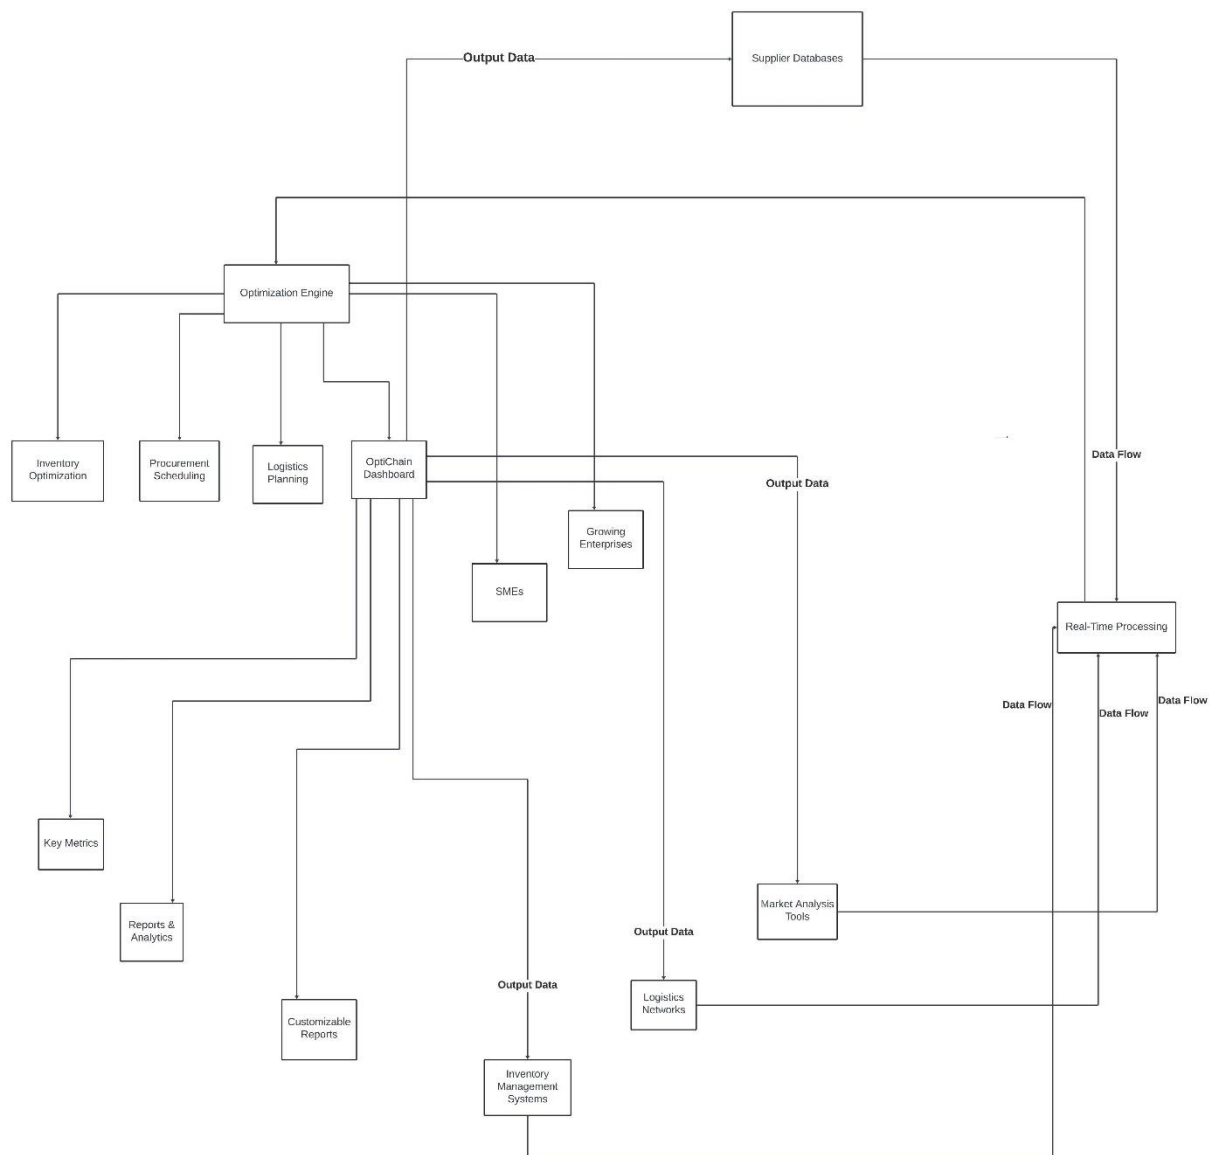 Output Data
Supplier Databases
Optimization Engine
Inventory
Optimization
Procurement
Scheduling
Logistics
Planning
OptiChain
Dashboard
Data Flow
Output Data
Growing
Enterprises
SMEs
Real-Time Processing
Data Flow
Data Flow
Data Flow
Key Metrics
Reports &
Analytics
Market Analysis
Tools
Output Data
Output Data
Logistics
Networks
Customizable
Reports
Inventory
Management
Systems